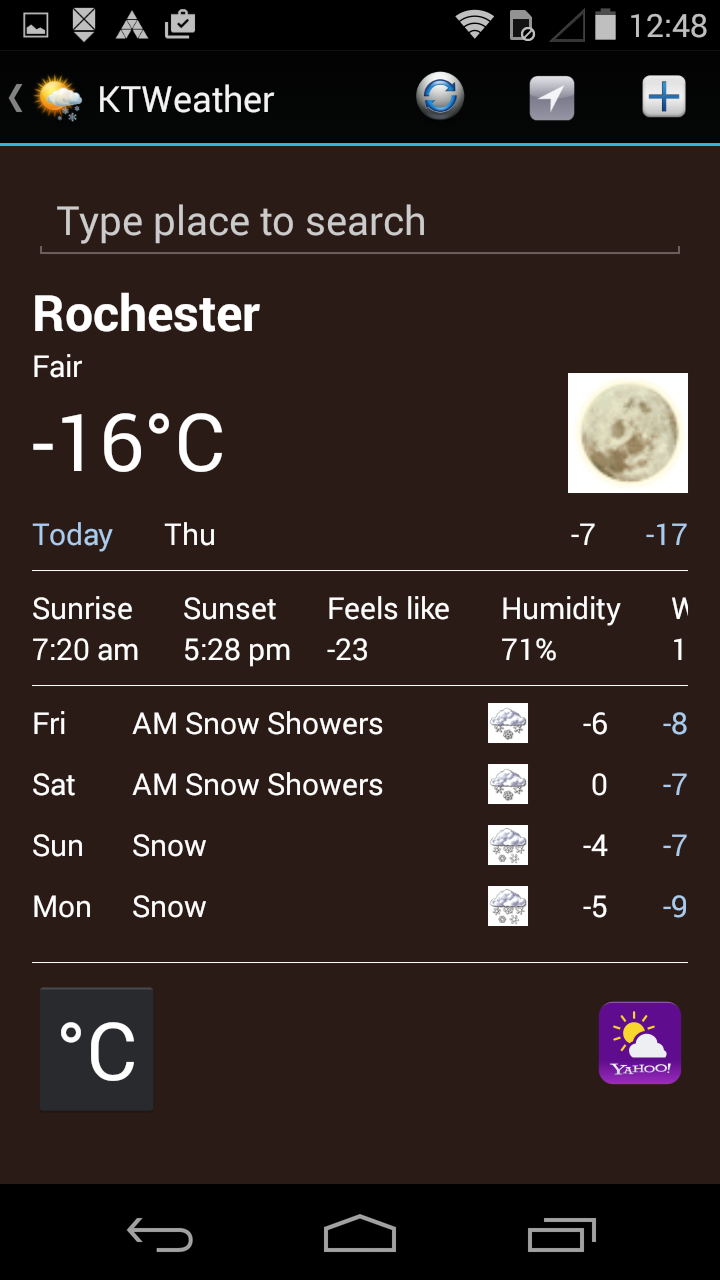 12:48
KTWeather
Type place to search
Rochester
Fair
-16°C
Today Thu -7 -17
Sunrise Sunset Feels like Humidity
7:20 am 5:28 pm -23 71% 1
Fri AM Snow Showers -6 -8
Sat AM Snow Showers 0 -7
Sun Snow -4 -7
Mon Snow -5 -9
°C
YAHOO!